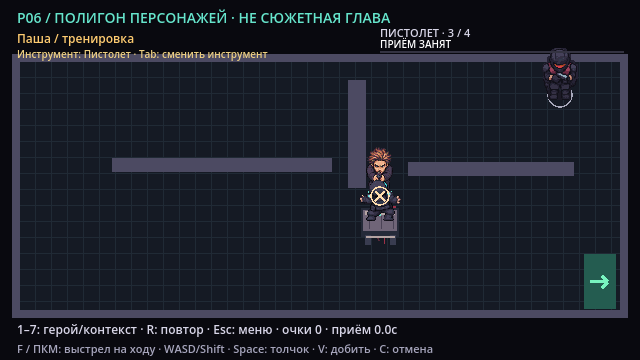 P06 / ПОЛИГОН ПЕРСОНАЖЕЙ · НЕ СЮЖЕТНАЯ ГЛАВА
Паша / тренировка
ПИСТОЛЕТ · 3 / 4
ПРИЁМ ЗАНЯТ
Инструмент: Пистолет · Tab: сменить инструмент
1–7: герой/контекст · R: повтор · Esc: меню · очки 0 · приём 0.0с
F / ПКМ: выстрел на ходу · WASD/Shift · Space: толчок · V: добить · C: отмена